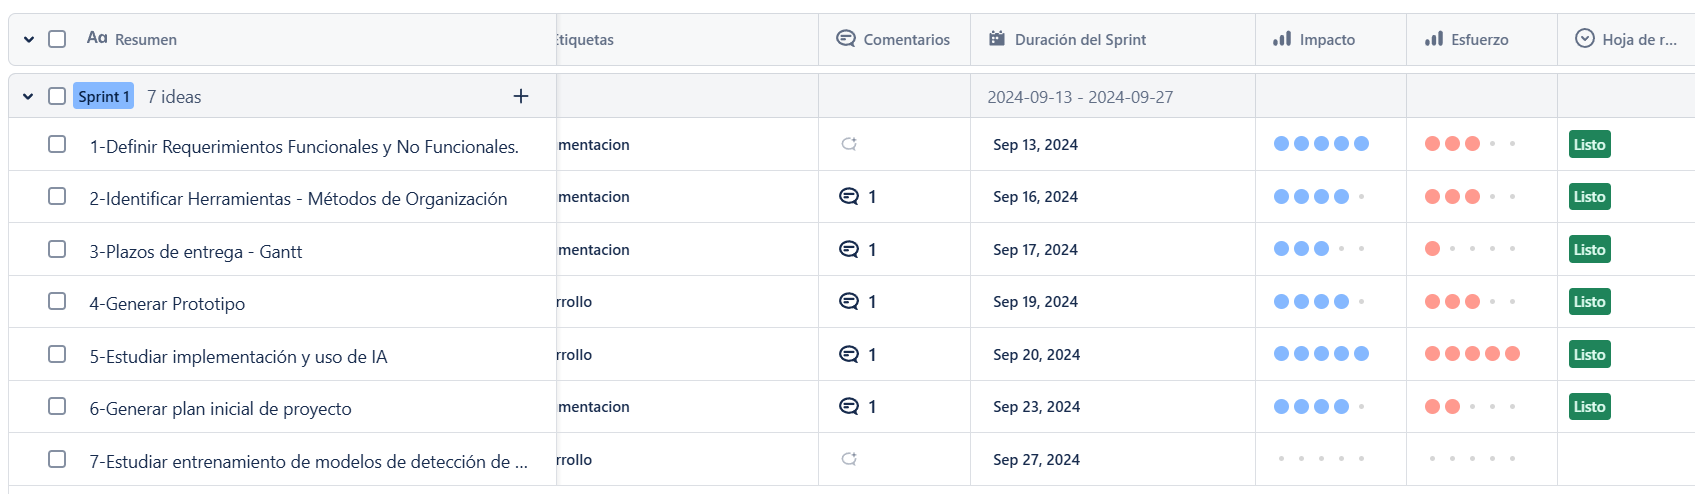 Aa Resumen Etiquetas Comentarios Duración del Sprint Impacto Esfuerzo Hoja de r...
Sprint 1 7 ideas + 2024-09-13 - 2024-09-27
1-Definir Requerimientos Funcionales y No Funcionales. mentacion Sep 13, 2024 Listo
2-Identificar Herramientas - Métodos de Organización mentacion 1 Sep 16, 2024 Listo
3-Plazos de entrega - Gantt mentacion 1 Sep 17, 2024 Listo
4-Generar Prototipo rrollo 1 Sep 19, 2024 Listo
5-Estudiar implementación y uso de IA rrollo 1 Sep 20, 2024 Listo
6-Generar plan inicial de proyecto mentacion 1 Sep 23, 2024 Listo
7-Estudiar entrenamiento de modelos de detección de ... rrollo Sep 27, 2024